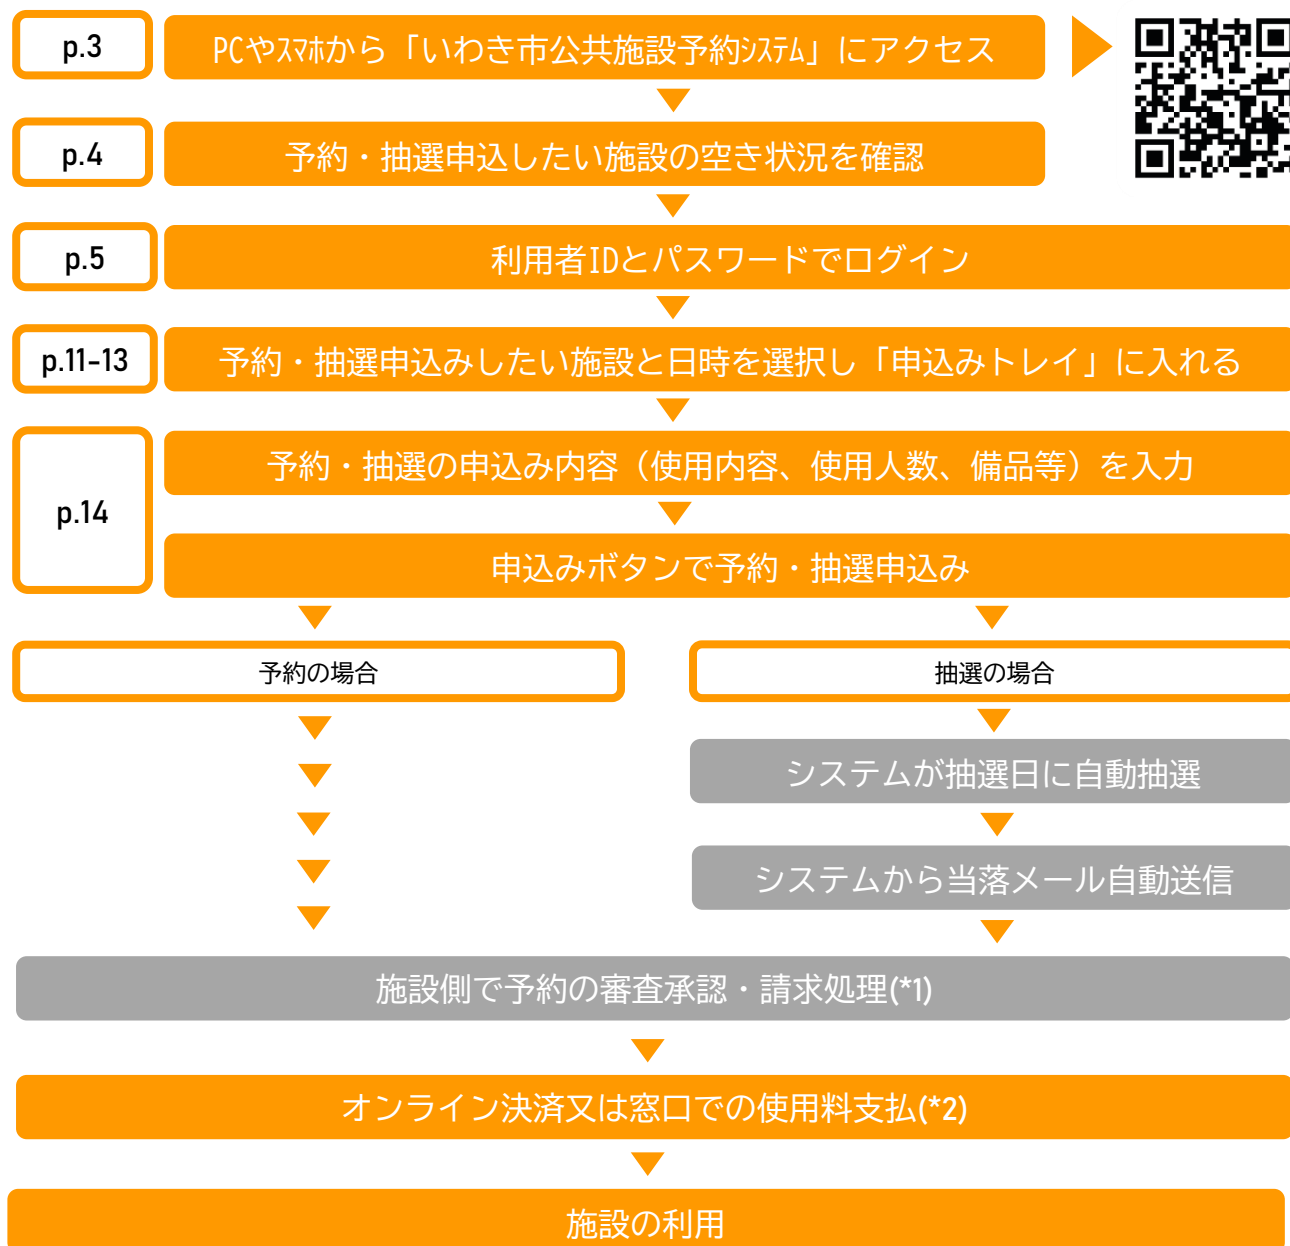 p.3
PCやスマホから「いわき市公共施設予約システム」にアクセス
p.4
予約・抽選申込したい施設の空き状況を確認
p.5
利用者IDとパスワードでログイン
p.11-13
予約・抽選申込みしたい施設と日時を選択し「申込みトレイ」に入れる
p.14
予約・抽選の申込み内容（使用内容、使用人数、備品等）を入力
申込みボタンで予約・抽選申込み
予約の場合
抽選の場合
システムが抽選日に自動抽選
システムから当落メール自動送信
施設側で予約の審査承認・請求処理(*1)
オンライン決済又は窓口での使用料支払(*2)
施設の利用